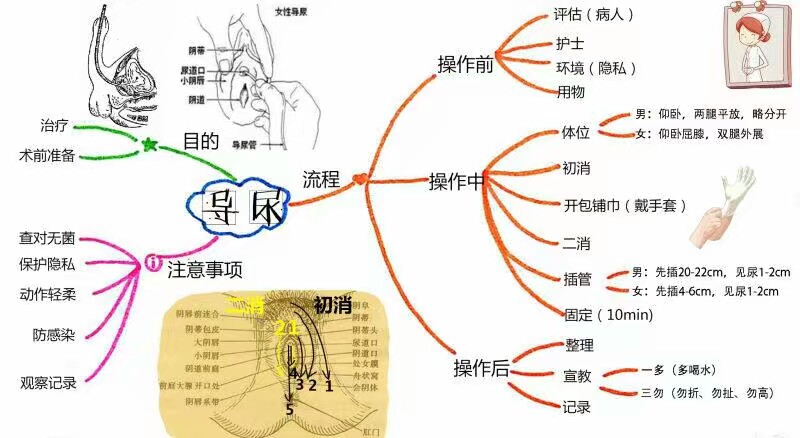 女性导尿
阴蒂
尿道口
小阴唇
阴道
导尿管
导尿
目的
治疗
术前准备
流程
操作前
评估（病人）
护士
环境（隐私）
用物
操作中
体位
男：仰卧，两腿平放，略分开
女：仰卧屈膝，双腿外展
初消
开包铺巾（戴手套）
二消
插管
男：先插20-22cm，见尿1-2cm
女：先插4-6cm，见尿1-2cm
固定（10min）
操作后
整理
宣教
一多（多喝水）
三勿（勿折、勿扯、勿高）
记录
注意事项
查对无菌
保护隐私
动作轻柔
防感染
观察记录
二消
初消
阴唇前连合
阴蒂包皮
大阴唇
小阴唇
阴道前庭
前庭大腺开口处
阴唇系带
阴阜
阴蒂
阴蒂头
尿道口
阴道口
处女膜
舟状窝
会阴体
肛门
2 1
4 3 2 1
5